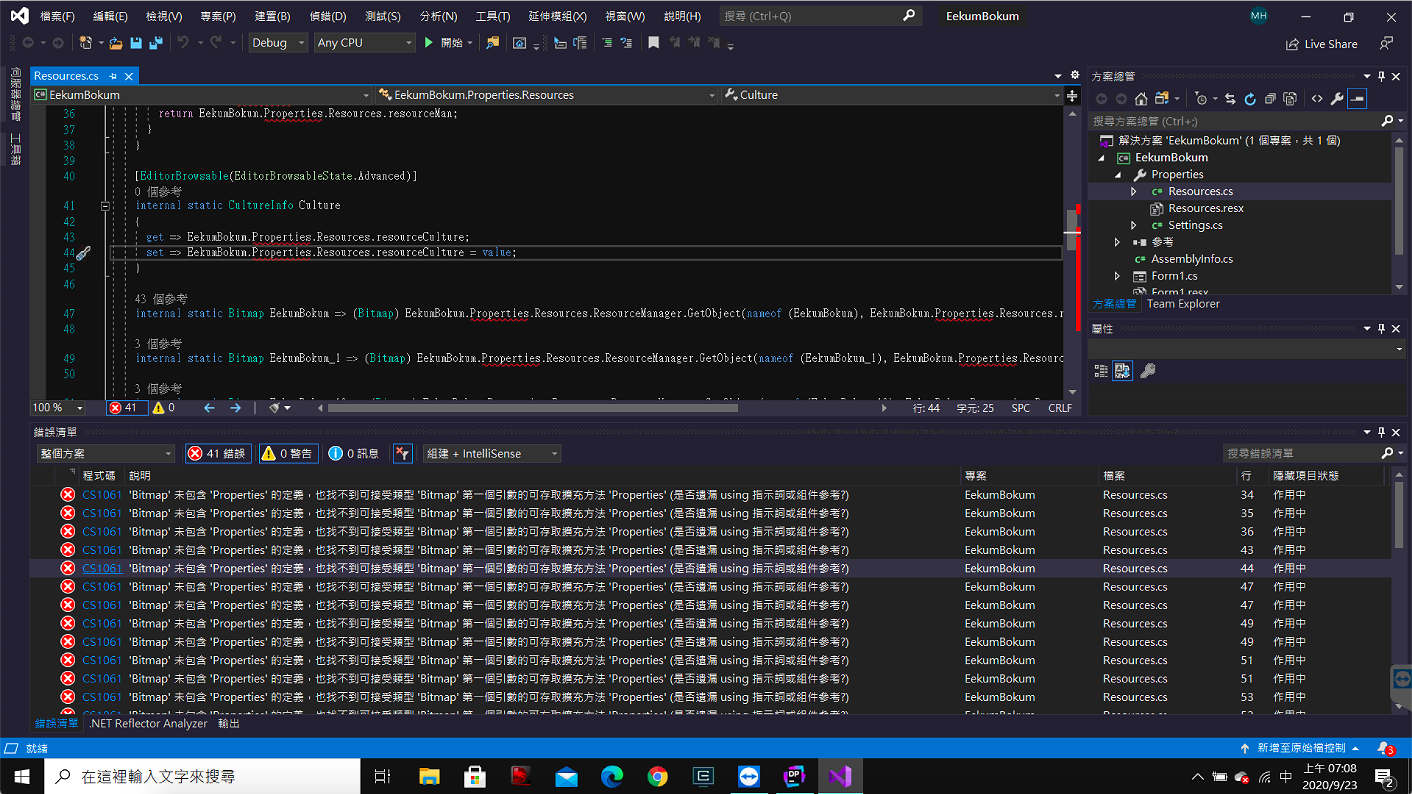 檔案(F) 編輯(E) 檢視(V) 專案(P) 建置(B) 偵錯(D) 測試(S) 分析(N) 工具(T) 延伸模組(X) 視窗(W) 說明(H) 搜尋 (Ctrl+Q) EekumBokum MH
Debug Any CPU 開始 Live Share
伺服器總管
工具箱
Resources.cs
EekumBokum EekumBokum.Properties.Resources Culture
36 return EekumBokum.Properties.Resources.resourceMan;
37 }
38 }
39
40 [EditorBrowsable(EditorBrowsableState.Advanced)]
0 個參考
41 internal static CultureInfo Culture
42 {
43 get => EekumBokum.Properties.Resources.resourceCulture;
44 set => EekumBokum.Properties.Resources.resourceCulture = value;
45 }
46
43 個參考
47 internal static Bitmap EekumBokum => (Bitmap) EekumBokum.Properties.Resources.ResourceManager.GetObject(nameof (EekumBokum), EekumBokum.Properties.Resources.r
48
3 個參考
49 internal static Bitmap EekumBokum_1 => (Bitmap) EekumBokum.Properties.Resources.ResourceManager.GetObject(nameof (EekumBokum_1), EekumBokum.Properties.Resourc
50
3 個參考
100 % 41 0 行: 44 字元: 25 SPC CRLF
方案總管
搜尋方案總管 (Ctrl+;)
解決方案 'EekumBokum' (1 個專案，共 1 個)
EekumBokum
Properties
Resources.cs
Resources.resx
Settings.cs
參考
AssemblyInfo.cs
Form1.cs
Form1.resx
方案總管 Team Explorer
屬性
錯誤清單
整個方案 41 錯誤 0 警告 0 訊息 組建 + IntelliSense 搜尋錯誤清單
程式碼 說明 專案 檔案 行 隱藏項目狀態
CS1061 'Bitmap' 未包含 'Properties' 的定義，也找不到可接受類型 'Bitmap' 第一個引數的可存取擴充方法 'Properties' (是否遺漏 using 指示詞或組件參考?) EekumBokum Resources.cs 34 作用中
CS1061 'Bitmap' 未包含 'Properties' 的定義，也找不到可接受類型 'Bitmap' 第一個引數的可存取擴充方法 'Properties' (是否遺漏 using 指示詞或組件參考?) EekumBokum Resources.cs 35 作用中
CS1061 'Bitmap' 未包含 'Properties' 的定義，也找不到可接受類型 'Bitmap' 第一個引數的可存取擴充方法 'Properties' (是否遺漏 using 指示詞或組件參考?) EekumBokum Resources.cs 36 作用中
CS1061 'Bitmap' 未包含 'Properties' 的定義，也找不到可接受類型 'Bitmap' 第一個引數的可存取擴充方法 'Properties' (是否遺漏 using 指示詞或組件參考?) EekumBokum Resources.cs 43 作用中
CS1061 'Bitmap' 未包含 'Properties' 的定義，也找不到可接受類型 'Bitmap' 第一個引數的可存取擴充方法 'Properties' (是否遺漏 using 指示詞或組件參考?) EekumBokum Resources.cs 44 作用中
CS1061 'Bitmap' 未包含 'Properties' 的定義，也找不到可接受類型 'Bitmap' 第一個引數的可存取擴充方法 'Properties' (是否遺漏 using 指示詞或組件參考?) EekumBokum Resources.cs 47 作用中
CS1061 'Bitmap' 未包含 'Properties' 的定義，也找不到可接受類型 'Bitmap' 第一個引數的可存取擴充方法 'Properties' (是否遺漏 using 指示詞或組件參考?) EekumBokum Resources.cs 47 作用中
CS1061 'Bitmap' 未包含 'Properties' 的定義，也找不到可接受類型 'Bitmap' 第一個引數的可存取擴充方法 'Properties' (是否遺漏 using 指示詞或組件參考?) EekumBokum Resources.cs 49 作用中
CS1061 'Bitmap' 未包含 'Properties' 的定義，也找不到可接受類型 'Bitmap' 第一個引數的可存取擴充方法 'Properties' (是否遺漏 using 指示詞或組件參考?) EekumBokum Resources.cs 49 作用中
CS1061 'Bitmap' 未包含 'Properties' 的定義，也找不到可接受類型 'Bitmap' 第一個引數的可存取擴充方法 'Properties' (是否遺漏 using 指示詞或組件參考?) EekumBokum Resources.cs 51 作用中
CS1061 'Bitmap' 未包含 'Properties' 的定義，也找不到可接受類型 'Bitmap' 第一個引數的可存取擴充方法 'Properties' (是否遺漏 using 指示詞或組件參考?) EekumBokum Resources.cs 51 作用中
CS1061 'Bitmap' 未包含 'Properties' 的定義，也找不到可接受類型 'Bitmap' 第一個引數的可存取擴充方法 'Properties' (是否遺漏 using 指示詞或組件參考?) EekumBokum Resources.cs 53 作用中
錯誤清單 .NET Reflector Analyzer 輸出
就緒 新增至原始檔控制 3
在這裡輸入文字來搜尋 DP 中 上午 07:08
2020/9/23 2